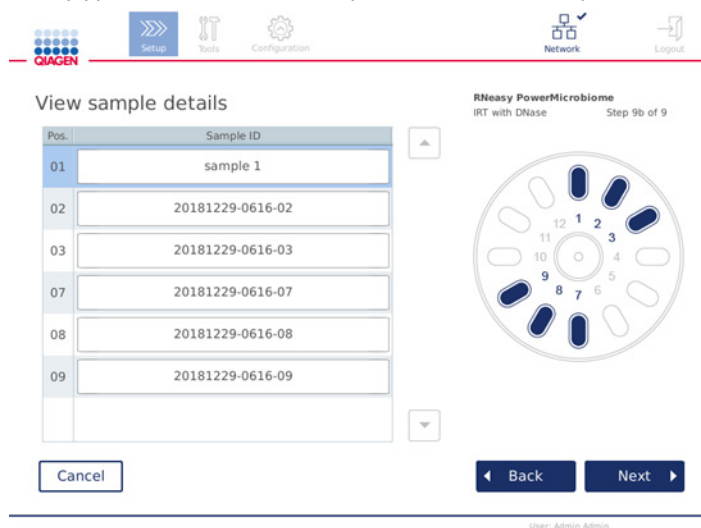 Setup
Tools
Configuration
Network
Logout
QIAGEN
View sample details
RNeasy PowerMicrobiome
IRT with DNase Step 9b of 9
Pos. Sample ID
01 sample 1
02 20181229-0616-02
03 20181229-0616-03
07 20181229-0616-07
08 20181229-0616-08
09 20181229-0616-09
12 1 2
11 3
10 4
9 5
8 7 6
Cancel
Back
Next
User: Admin Admin